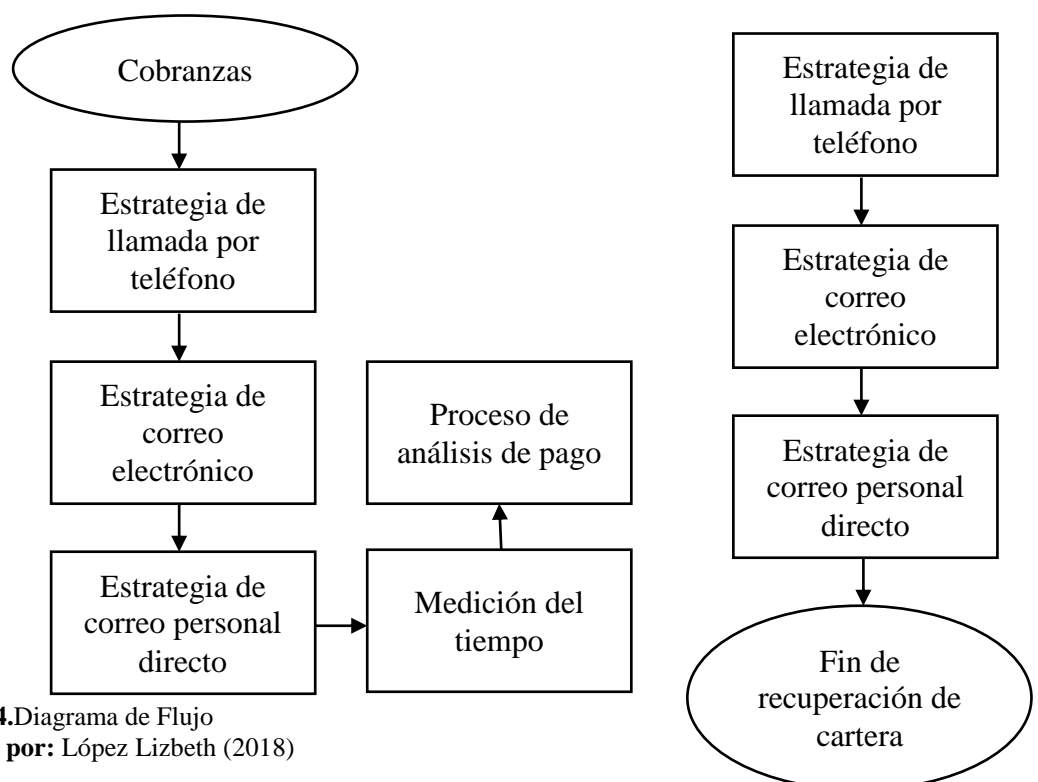 Cobranzas
Estrategia de
llamada por
teléfono
Estrategia de
correo
electrónico
Estrategia de
correo personal
directo
Medición del
tiempo
Proceso de
análisis de pago
Estrategia de
llamada por
teléfono
Estrategia de
correo
electrónico
Estrategia de
correo personal
directo
Fin de
recuperación de
cartera
4.Diagrama de Flujo
por: López Lizbeth (2018)